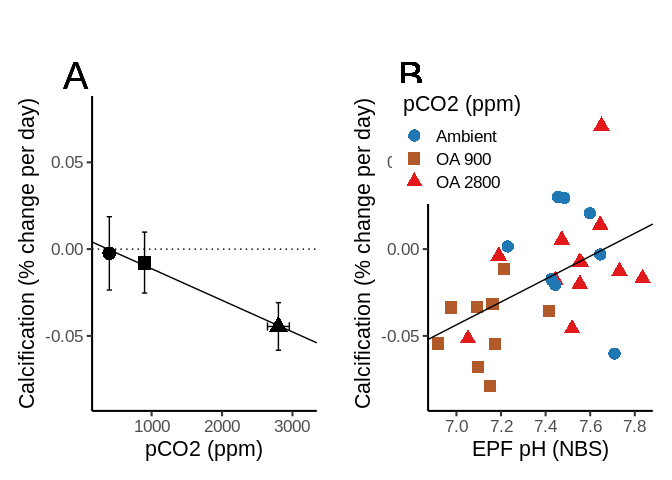 A
B
Calcification (% change per day)
0.05
0.00
-0.05
1000 2000 3000
pCO2 (ppm)
Calcification (% change per day)
pCO2 (ppm)
Ambient
OA 900
OA 2800
0.00
-0.05
7.0 7.2 7.4 7.6 7.8
EPF pH (NBS)